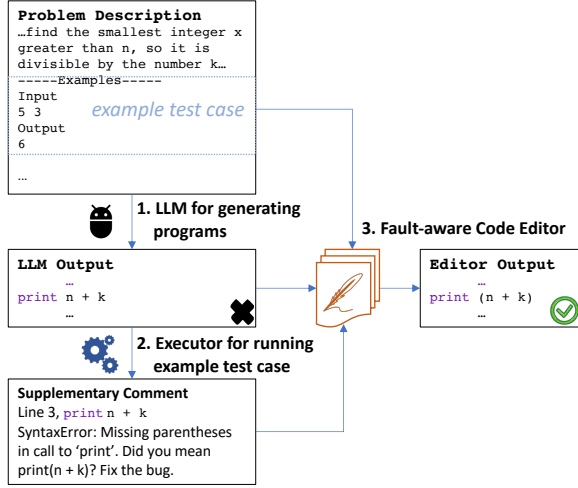 Problem Description
…find the smallest integer x
greater than n, so it is
divisible by the number k…
-----Examples-----
Input
5 3
example test case
Output
6
…
1. LLM for generating
programs
3. Fault-aware Code Editor
LLM Output
…
print n + k
…
Editor Output
…
print (n + k)
…
2. Executor for running
example test case
Supplementary Comment
Line 3, print n + k
SyntaxError: Missing parentheses
in call to ‘print’. Did you mean
print(n + k)? Fix the bug.